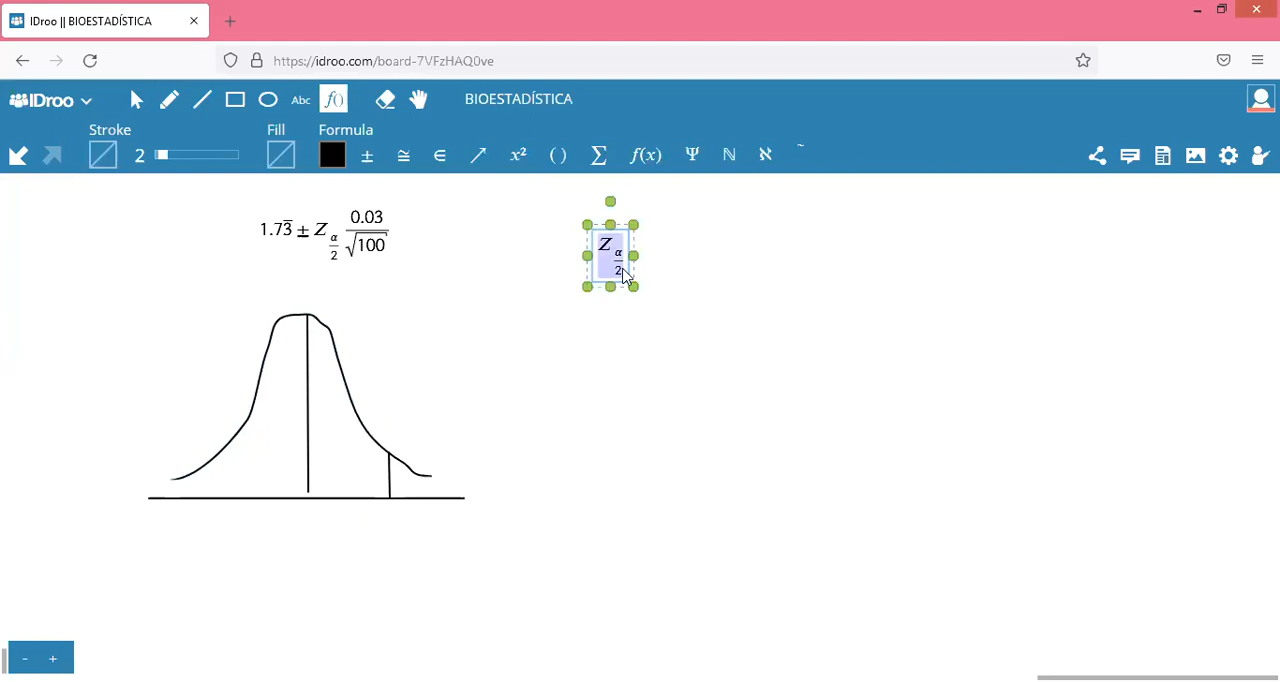 IDroo || BIOESTADÍSTICA
https://idroo.com/board-7VFzHAQ0ve
IDroo
Abc
f()
BIOESTADÍSTICA
Stroke
Fill
Formula
2
± ≅ ∈ x² ( ) ∑ f(x) Ψ ℕ ℵ ~
1.73̅ ± Z α/2 0.03/√100
Z α/2
- +